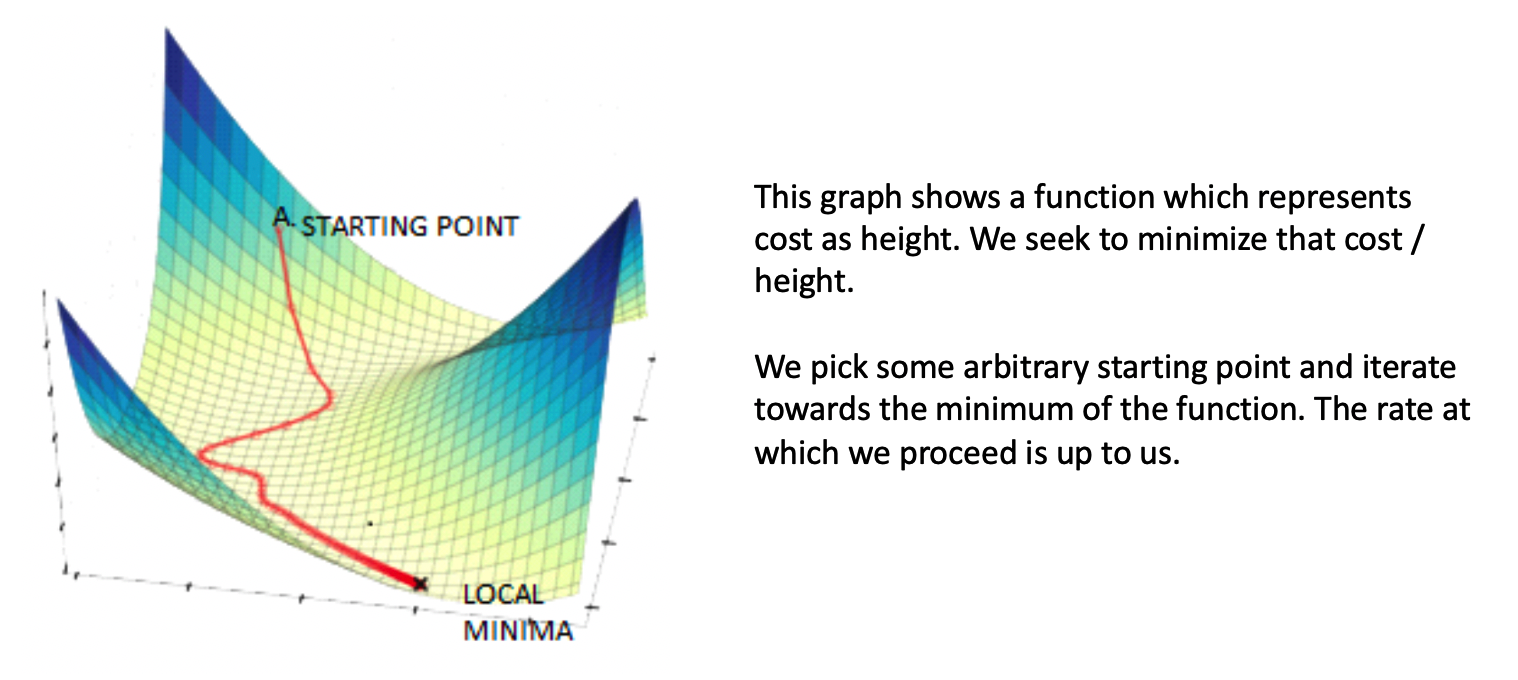 A. STARTING POINT
LOCAL
MINIMA
This graph shows a function which represents
cost as height. We seek to minimize that cost /
height.
We pick some arbitrary starting point and iterate
towards the minimum of the function. The rate at
which we proceed is up to us.